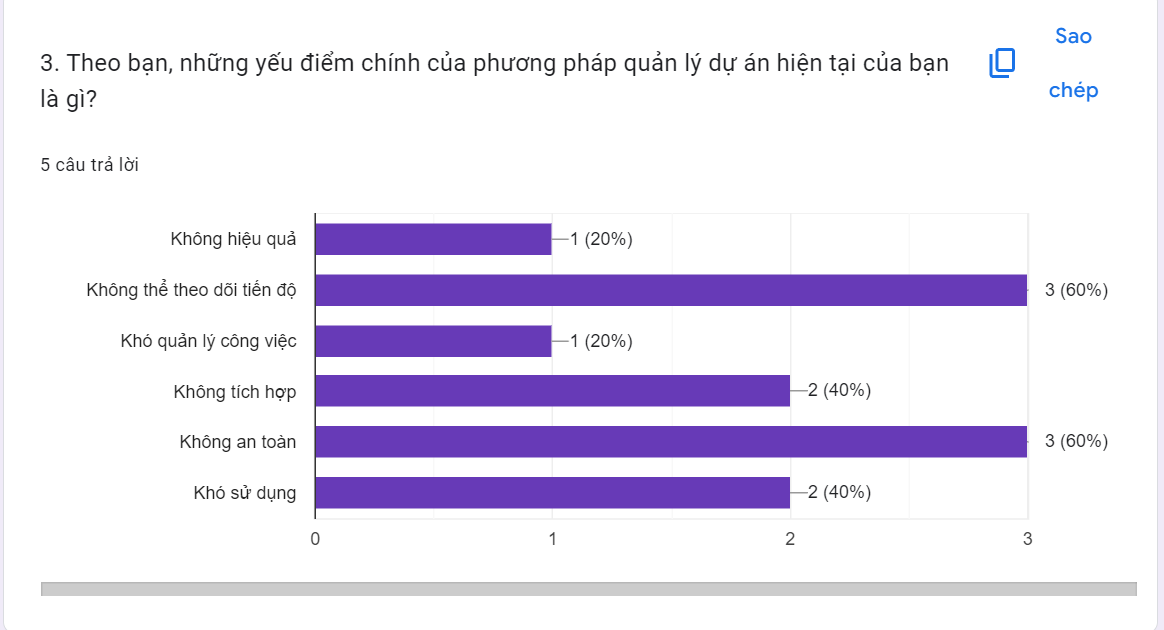 3. Theo bạn, những yếu điểm chính của phương pháp quản lý dự án hiện tại của bạn
là gì?
Sao
chép
5 câu trả lời
Không hiệu quả
1 (20%)
Không thể theo dõi tiến độ
3 (60%)
Khó quản lý công việc
1 (20%)
Không tích hợp
2 (40%)
Không an toàn
3 (60%)
Khó sử dụng
2 (40%)
0 1 2 3